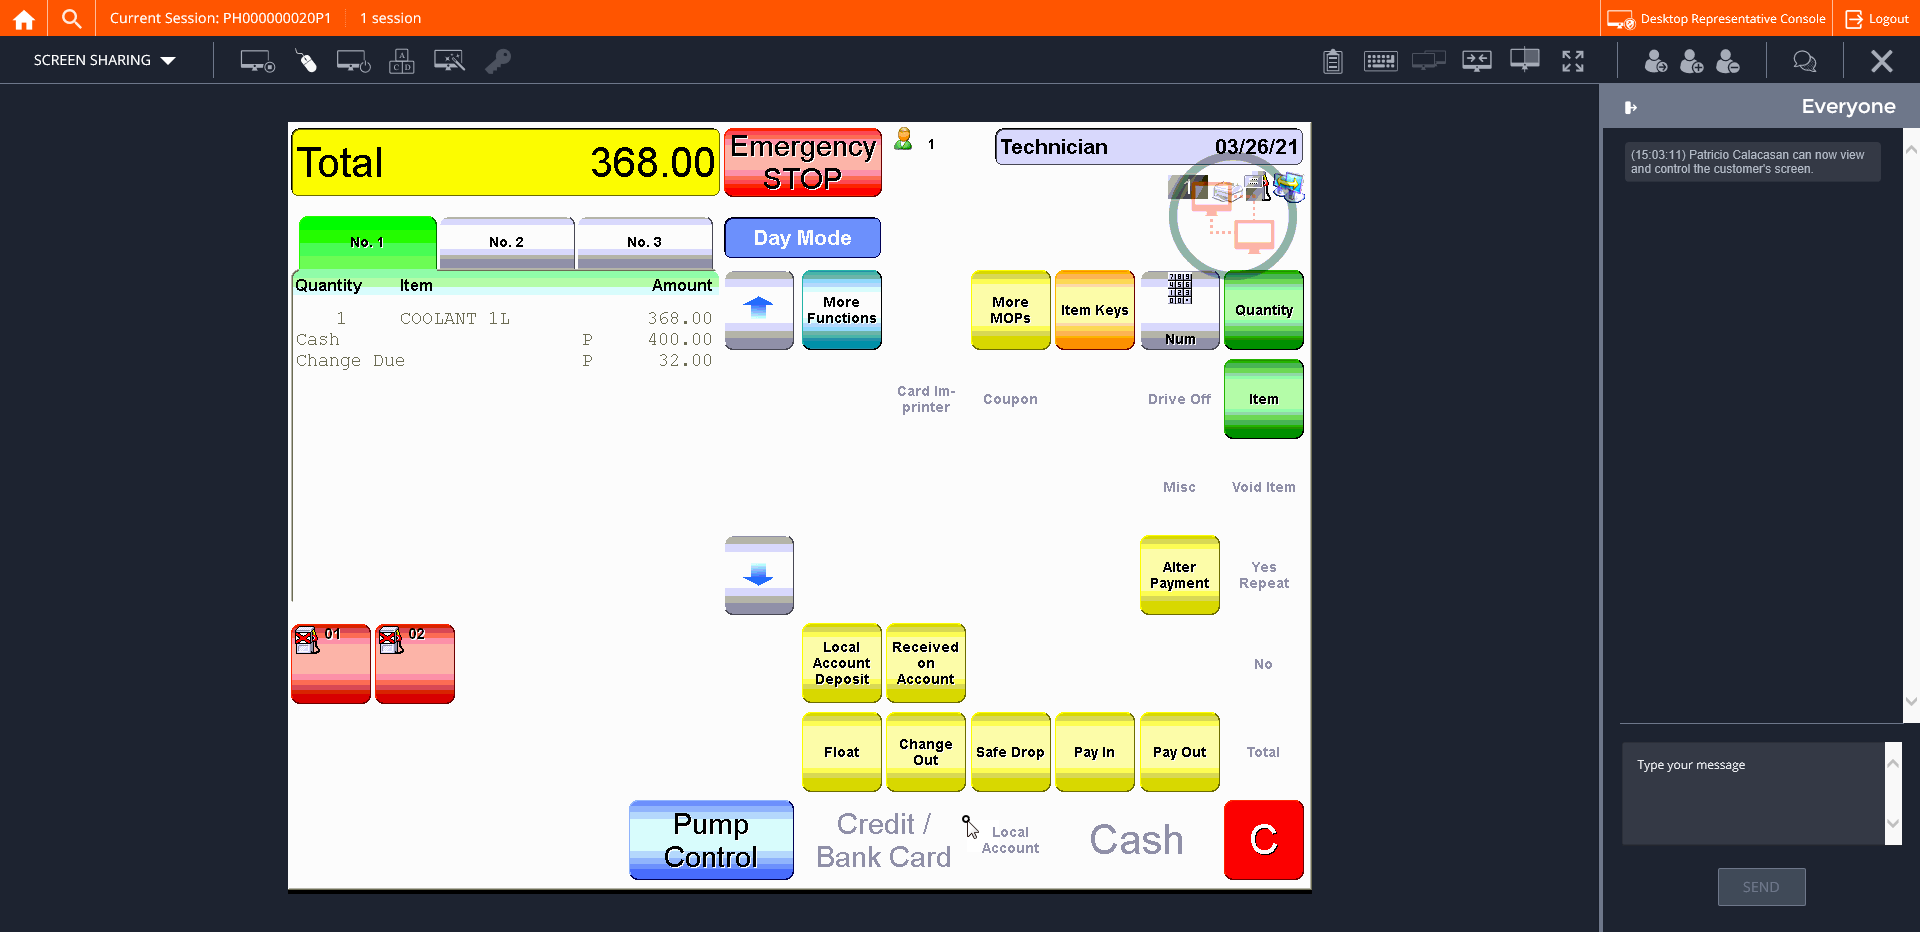 Current Session: PH000000020P1
1 session
Desktop Representative Console
Logout
SCREEN SHARING
Everyone
(15:03:11) Patricio Calacasan can now view
and control the customer's screen.
Total 368.00
Emergency
STOP
1
Technician 03/26/21
1
No. 1
No. 2
No. 3
Day Mode
Quantity Item Amount
1 COOLANT 1L 368.00
Cash P 400.00
Change Due P 32.00
More
Functions
More
MOPs
Item Keys
Num
Quantity
Card Im-
printer
Coupon
Drive Off
Item
Misc
Void Item
Alter
Payment
Yes
Repeat
01
02
Local
Account
Deposit
Received
on
Account
No
Float
Change
Out
Safe Drop
Pay In
Pay Out
Total
Pump
Control
Credit /
Bank Card
Local
Account
Cash
C
Type your message
SEND